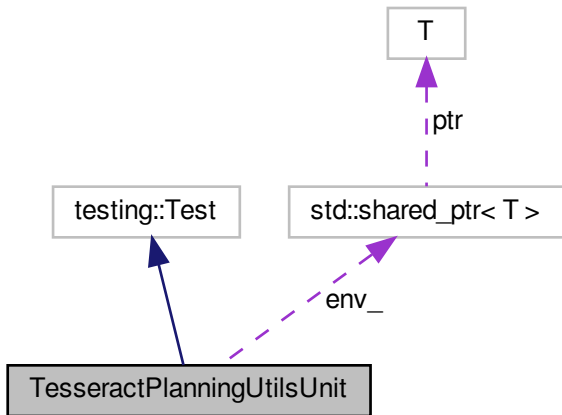 T
ptr
testing::Test
std::shared_ptr< T >
env_
TesseractPlanningUtilsUnit